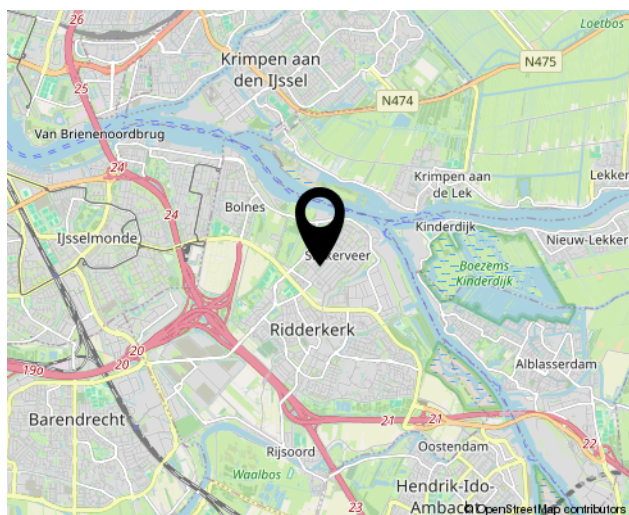 26
Loetbos
Krimpen aan
den IJssel
N475
25
N474
Van Brienenoordbrug
24
Krimpen aan
de Lek
Lekker
24
Bolnes
Kinderdijk
IJsselmonde
Nieuw-Lekker
Boezems
Kinderdijk
Ridderkerk
20
19a
20
Alblasserdam
Barendrecht
21
21
22
Rijsoord
Oostendam
Waalbos
Hendrik-Ido-
Ambacht
23
© OpenStreetMap contributors